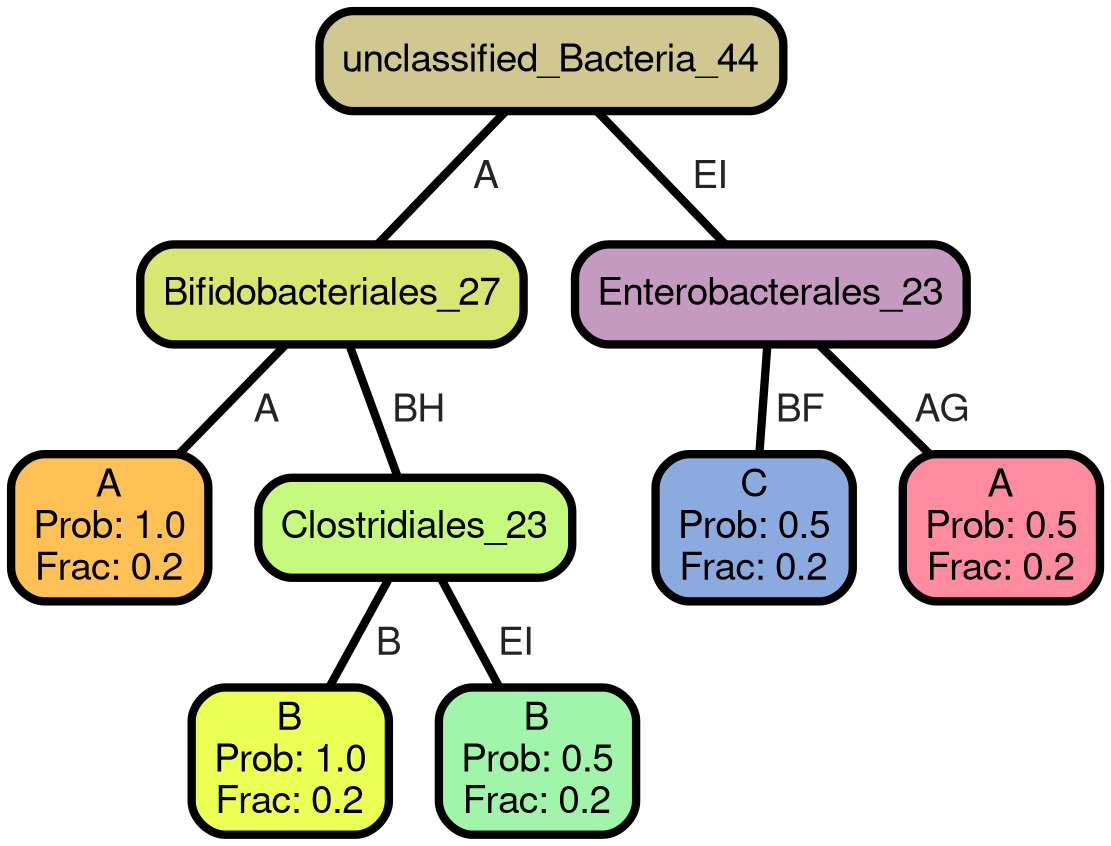 unclassified_Bacteria_44
A
EI
Bifidobacteriales_27
Enterobacterales_23
A
BH
BF
AG
A
Prob: 1.0
Frac: 0.2
Clostridiales_23
C
Prob: 0.5
Frac: 0.2
A
Prob: 0.5
Frac: 0.2
B
EI
B
Prob: 1.0
Frac: 0.2
B
Prob: 0.5
Frac: 0.2